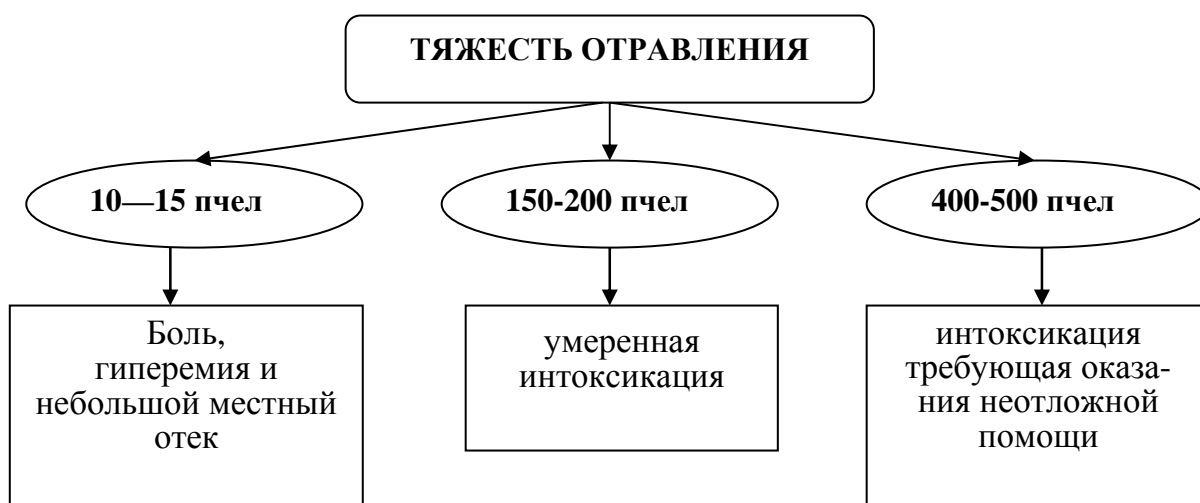 ТЯЖЕСТЬ ОТРАВЛЕНИЯ
10—15 пчел
150-200 пчел
400-500 пчел
Боль,
гиперемия и
небольшой местный
отек
умеренная
интоксикация
интоксикация
требующая оказа-
ния неотложной
помощи